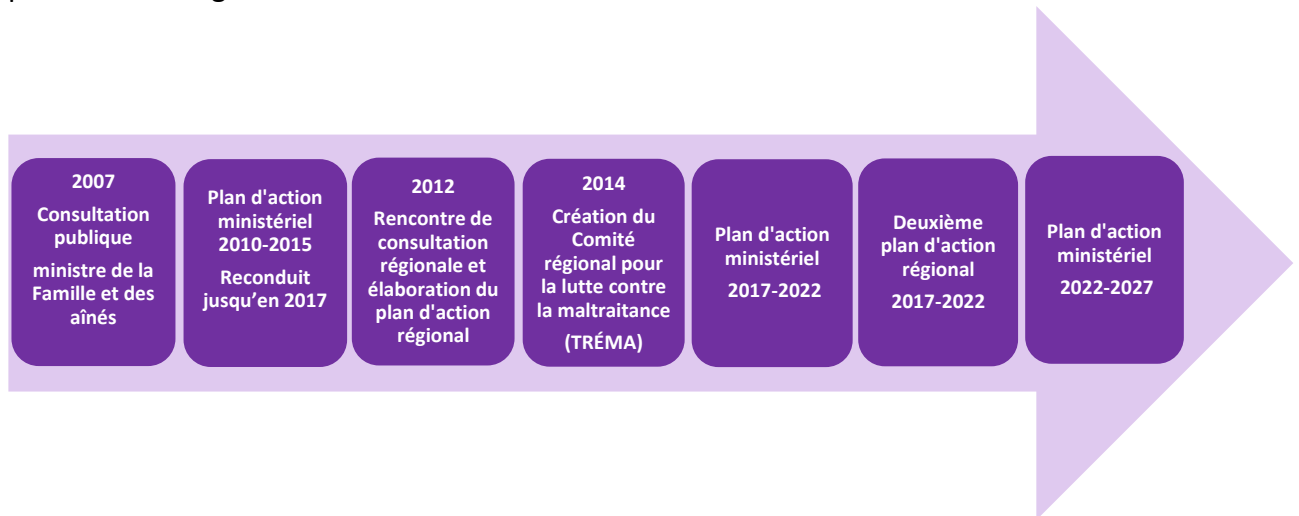 2007
Consultation
publique
ministre de la
Famille et des
aînés
Plan d'action
ministériel
2010-2015
Reconduit
jusqu’en 2017
2012
Rencontre de
consultation
régionale et
élaboration du
plan d'action
régional
2014
Création du
Comité
régional pour
la lutte contre
la maltraitance
(TRÉMA)
Plan d'action
ministériel
2017-2022
Deuxième
plan d'action
régional
2017-2022
Plan d'action
ministériel
2022-2027